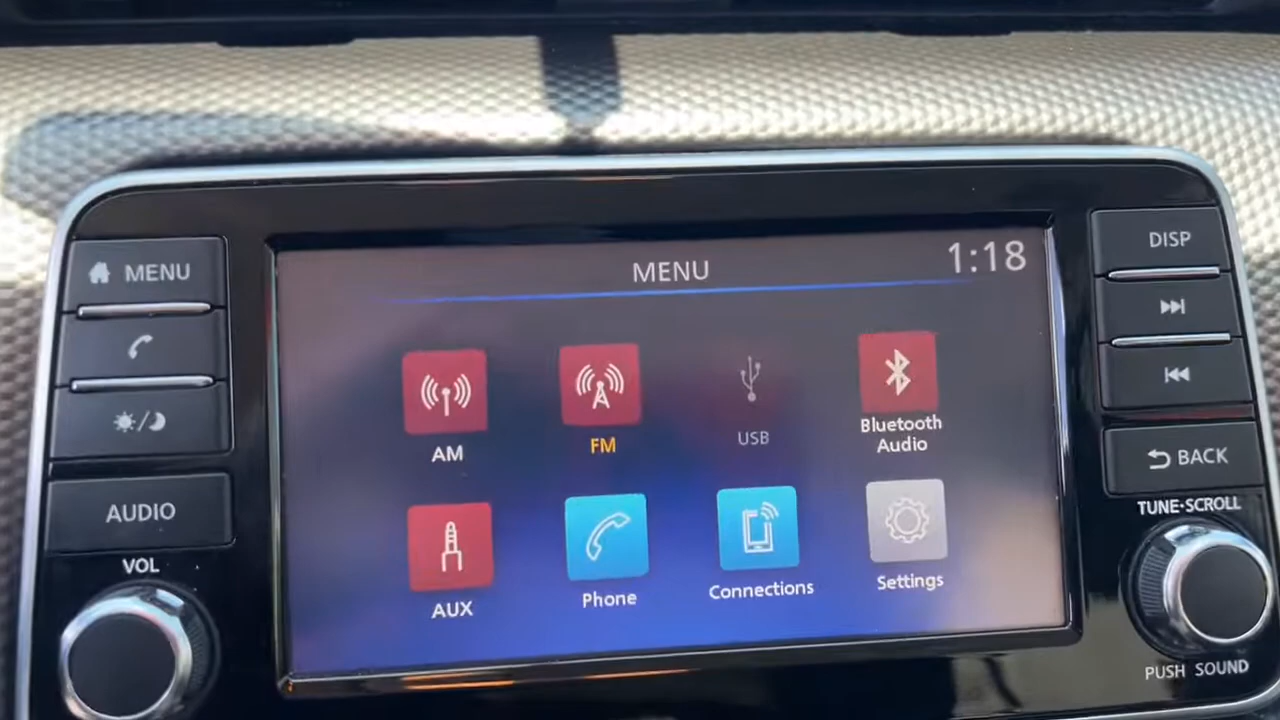 MENU
AUDIO
VOL
MENU
1:18
AM
FM
USB
Bluetooth
Audio
AUX
Phone
Connections
Settings
DISP
BACK
TUNE•SCROLL
PUSH SOUND